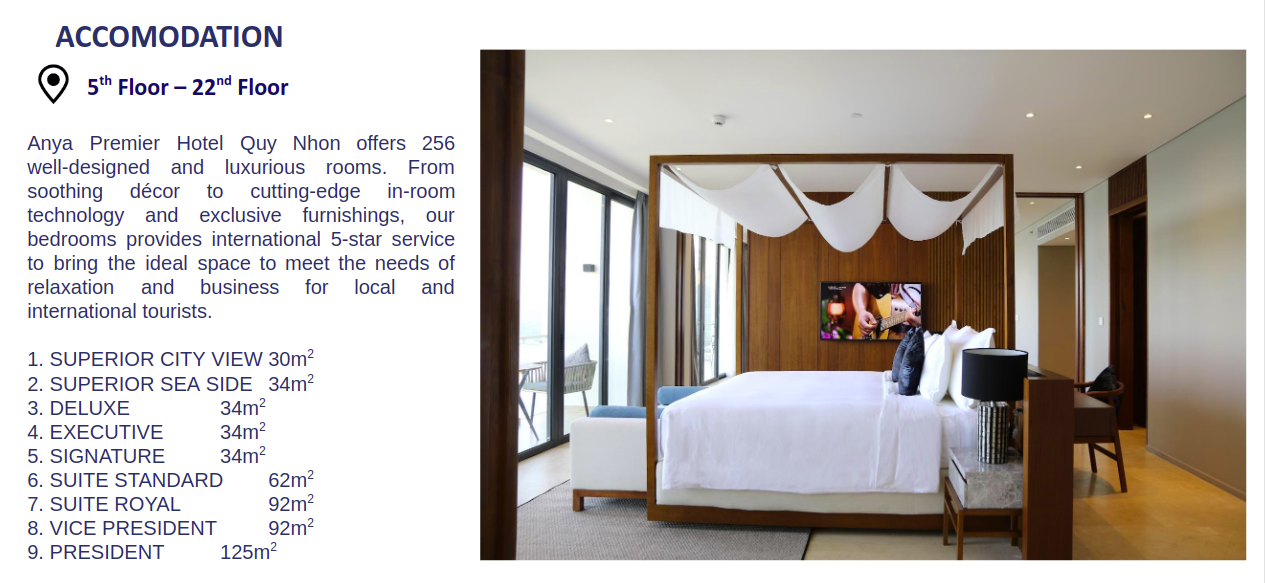 ACCOMODATION
5th Floor – 22nd Floor
Anya Premier Hotel Quy Nhon offers 256
well-designed and luxurious rooms. From
soothing décor to cutting-edge in-room
technology and exclusive furnishings, our
bedrooms provides international 5-star service
to bring the ideal space to meet the needs of
relaxation and business for local and
international tourists.
1. SUPERIOR CITY VIEW 30m²
2. SUPERIOR SEA SIDE 34m²
3. DELUXE 34m²
4. EXECUTIVE 34m²
5. SIGNATURE 34m²
6. SUITE STANDARD 62m²
7. SUITE ROYAL 92m²
8. VICE PRESIDENT 92m²
9. PRESIDENT 125m²